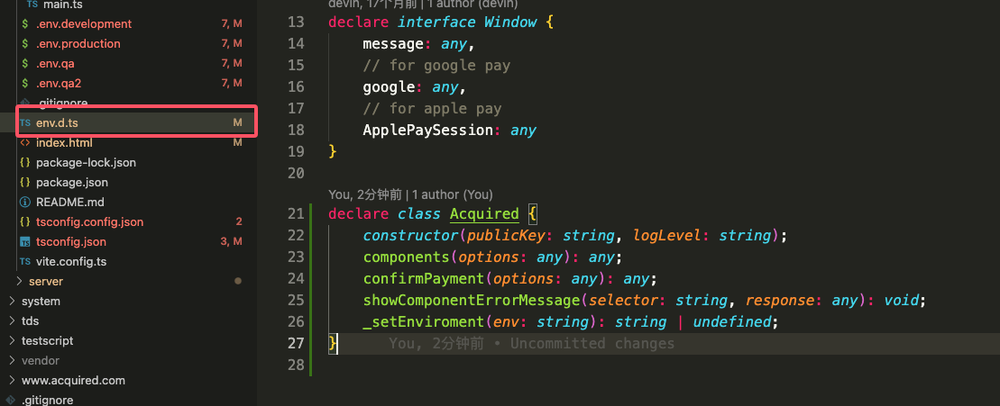 main.ts
.env.development 7, M
.env.production 7, M
.env.qa 7, M
.env.qa2 7, M
.gitignore
env.d.ts M
index.html M
package-lock.json
package.json
README.md
tsconfig.config.json 2
tsconfig.json 3, M
vite.config.ts
server
system
tds
testscript
vendor
www.acquired.com
.gitignore
devin, 17个月前 | 1 author (devin)
13 declare interface Window {
14 message: any,
15 // for google pay
16 google: any,
17 // for apple pay
18 ApplePaySession: any
19 }
20
You, 2分钟前 | 1 author (You)
21 declare class Acquired {
22 constructor(publicKey: string, logLevel: string);
23 components(options: any): any;
24 confirmPayment(options: any): any;
25 showComponentErrorMessage(selector: string, response: any): void;
26 _setEnviroment(env: string): string | undefined;
27 } You, 2分钟前 • Uncommitted changes
28